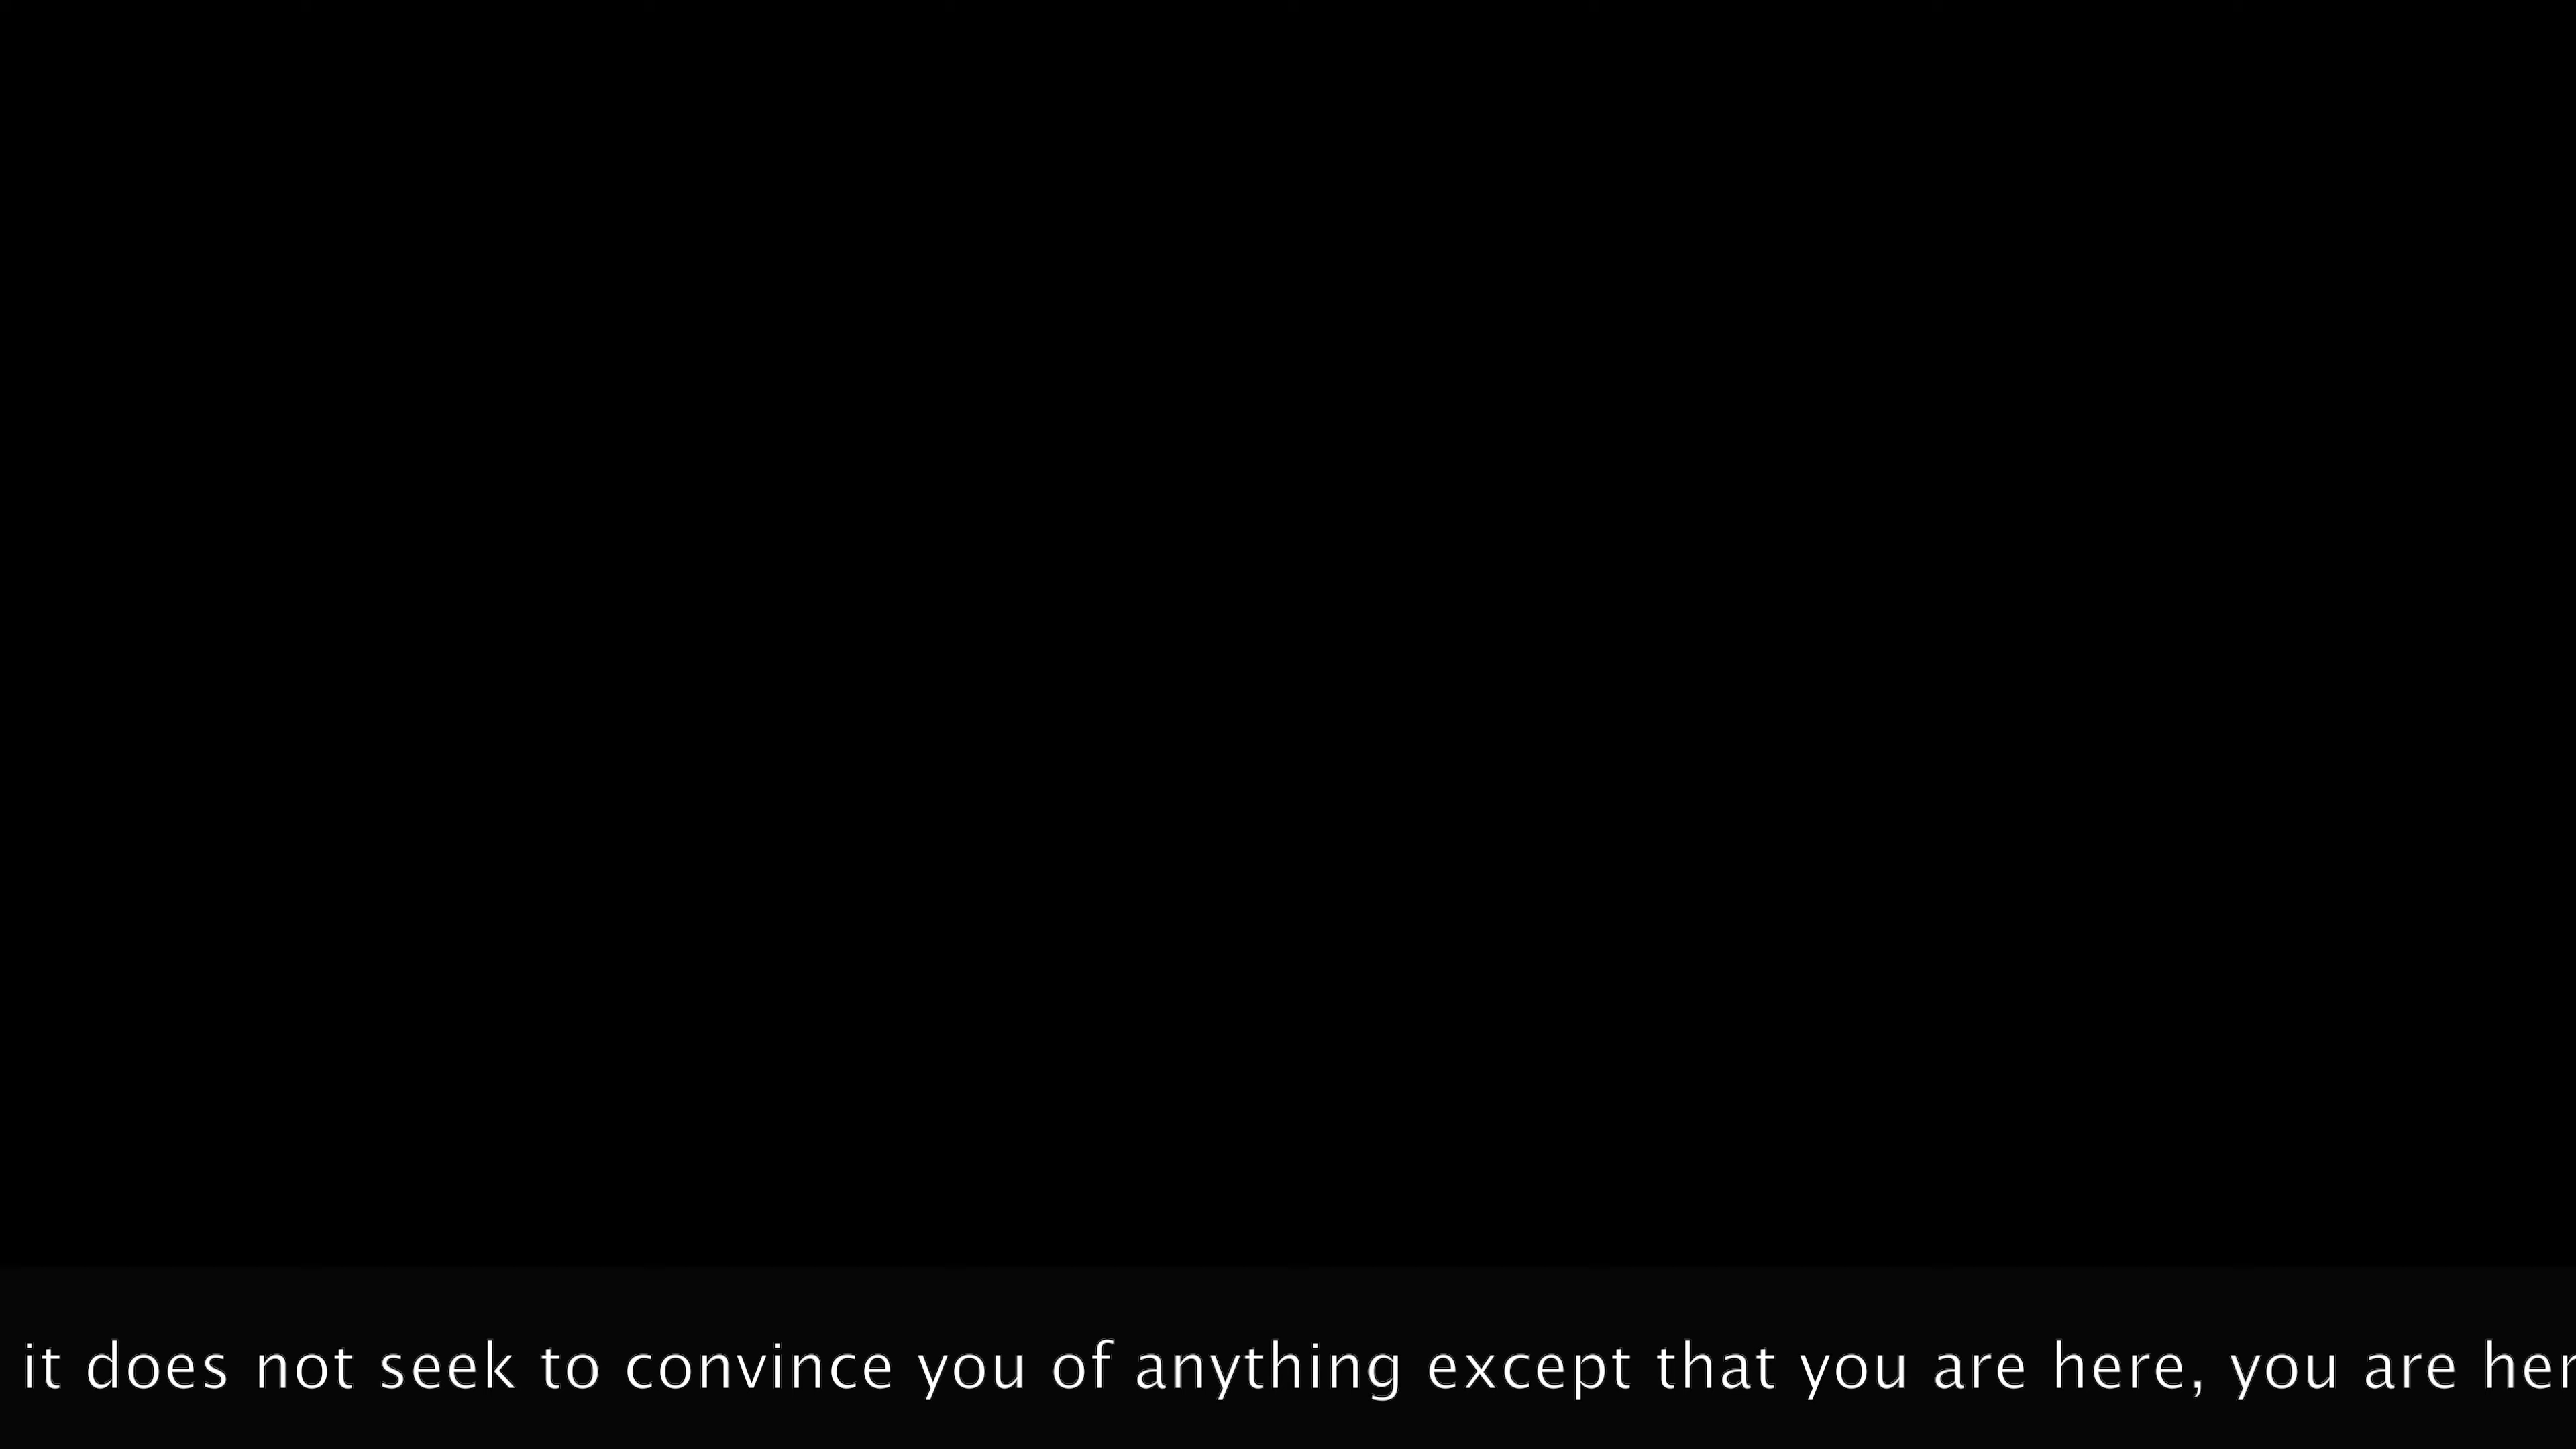 it does not seek to convince you of anything except that you are here, you are her